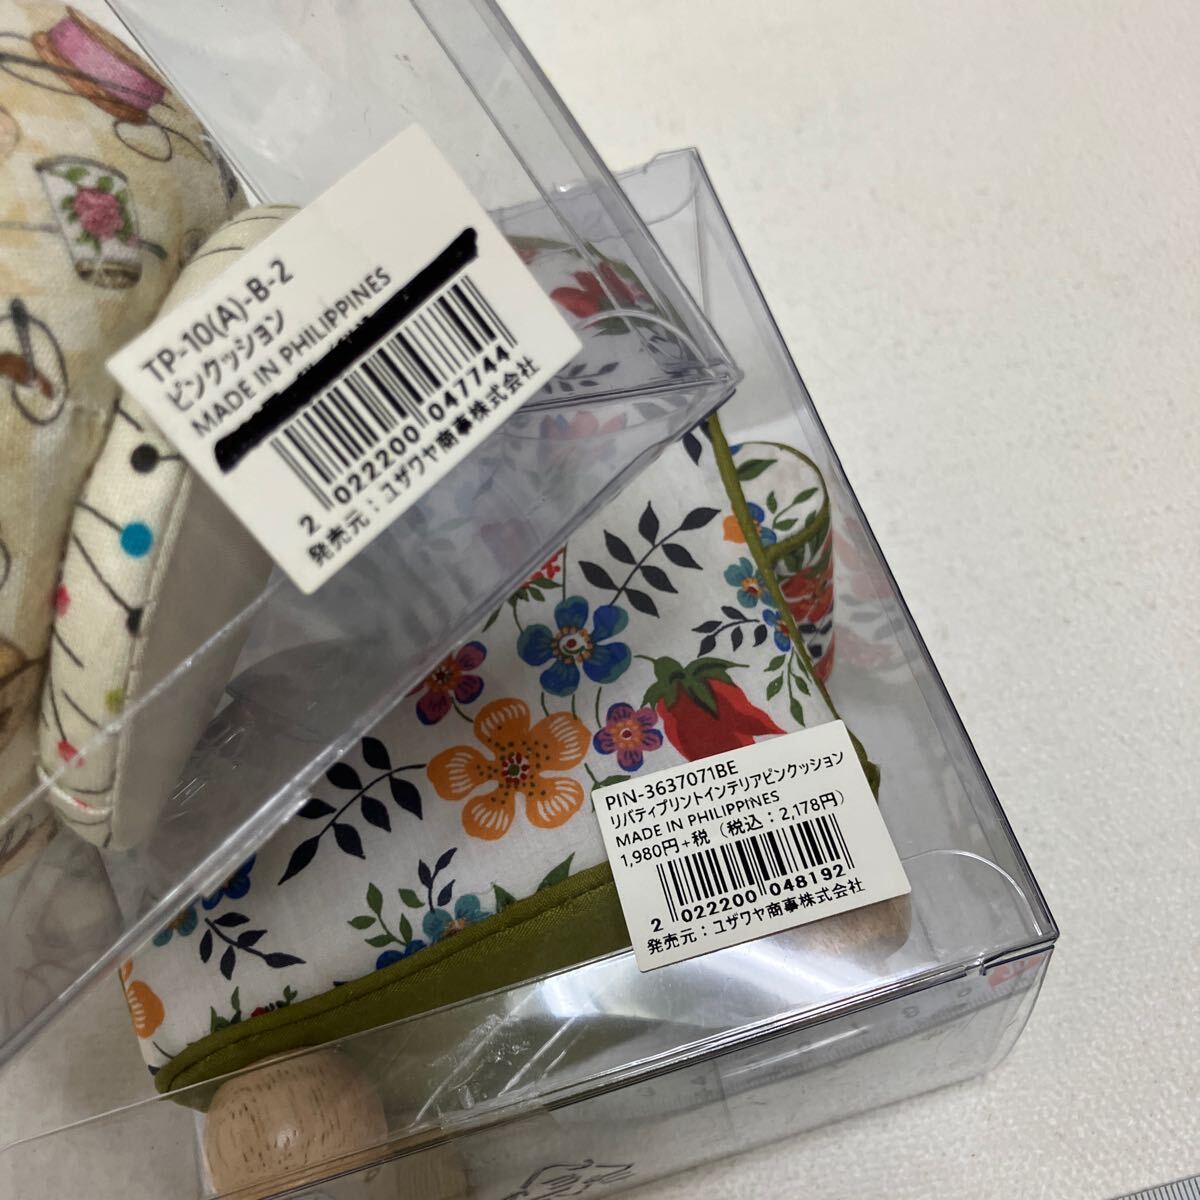 TP-10(A)-B-2
ピンクッション
MADE IN PHILIPPINES
2 022200 047744
発売元：ユザワヤ商事株式会社
PIN-3637071BE
リバティプリントインテリアピンクッション
MADE IN PHILIPPINES
1,980円+税（税込：2,178円）
2 022200 048192
発売元：ユザワヤ商事株式会社